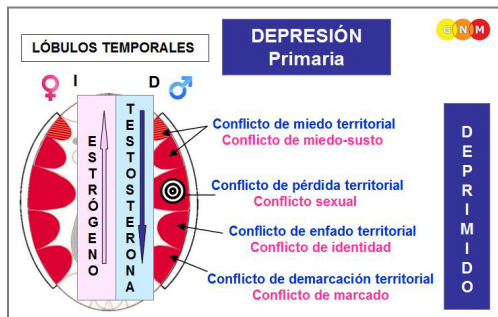 LÓBULOS TEMPORALES
DEPRESIÓN
Primaria
GNM
I
D
ESTRÓGENO
TESTOSTERONA
Conflicto de miedo territorial
Conflicto de miedo-susto
Conflicto de pérdida territorial
Conflicto sexual
Conflicto de enfado territorial
Conflicto de identidad
Conflicto de demarcación territorial
Conflicto de marcado
DEPRIMIDO